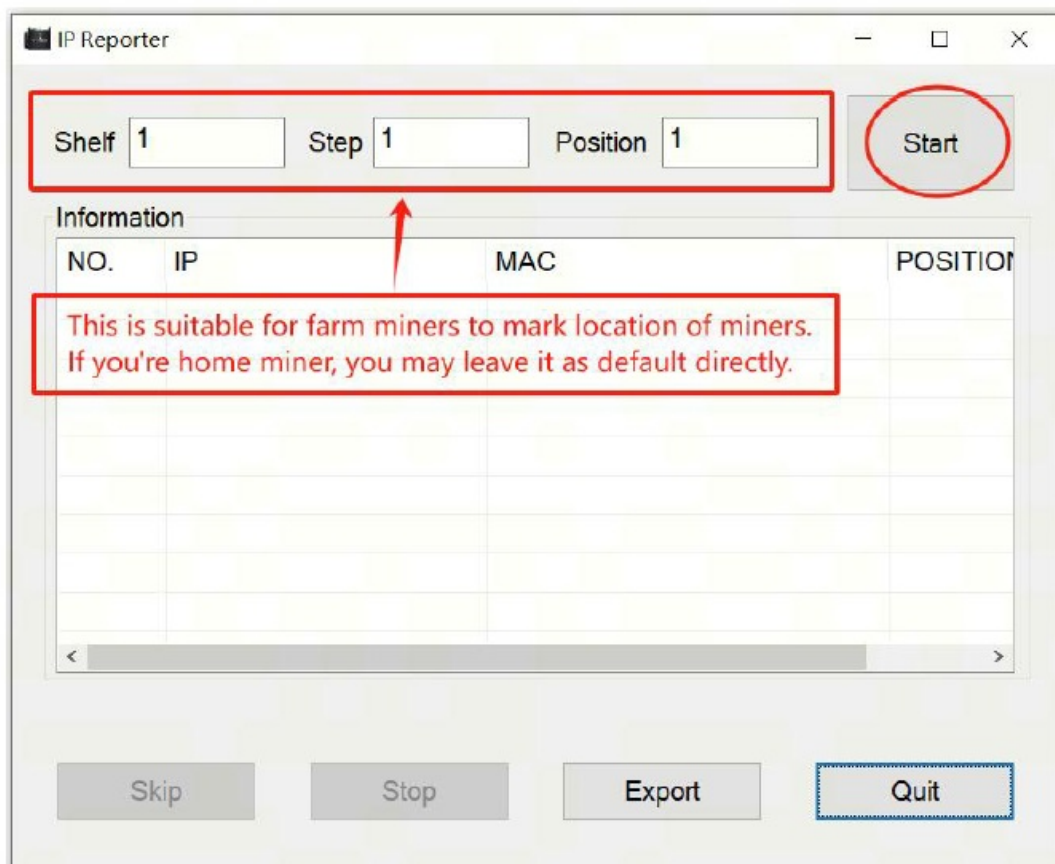 IP Reporter
Shelf 1 Step 1 Position 1 Start
Information
NO. IP MAC POSITION
This is suitable for farm miners to mark location of miners.
If you're home miner, you may leave it as default directly.
Skip Stop Export Quit